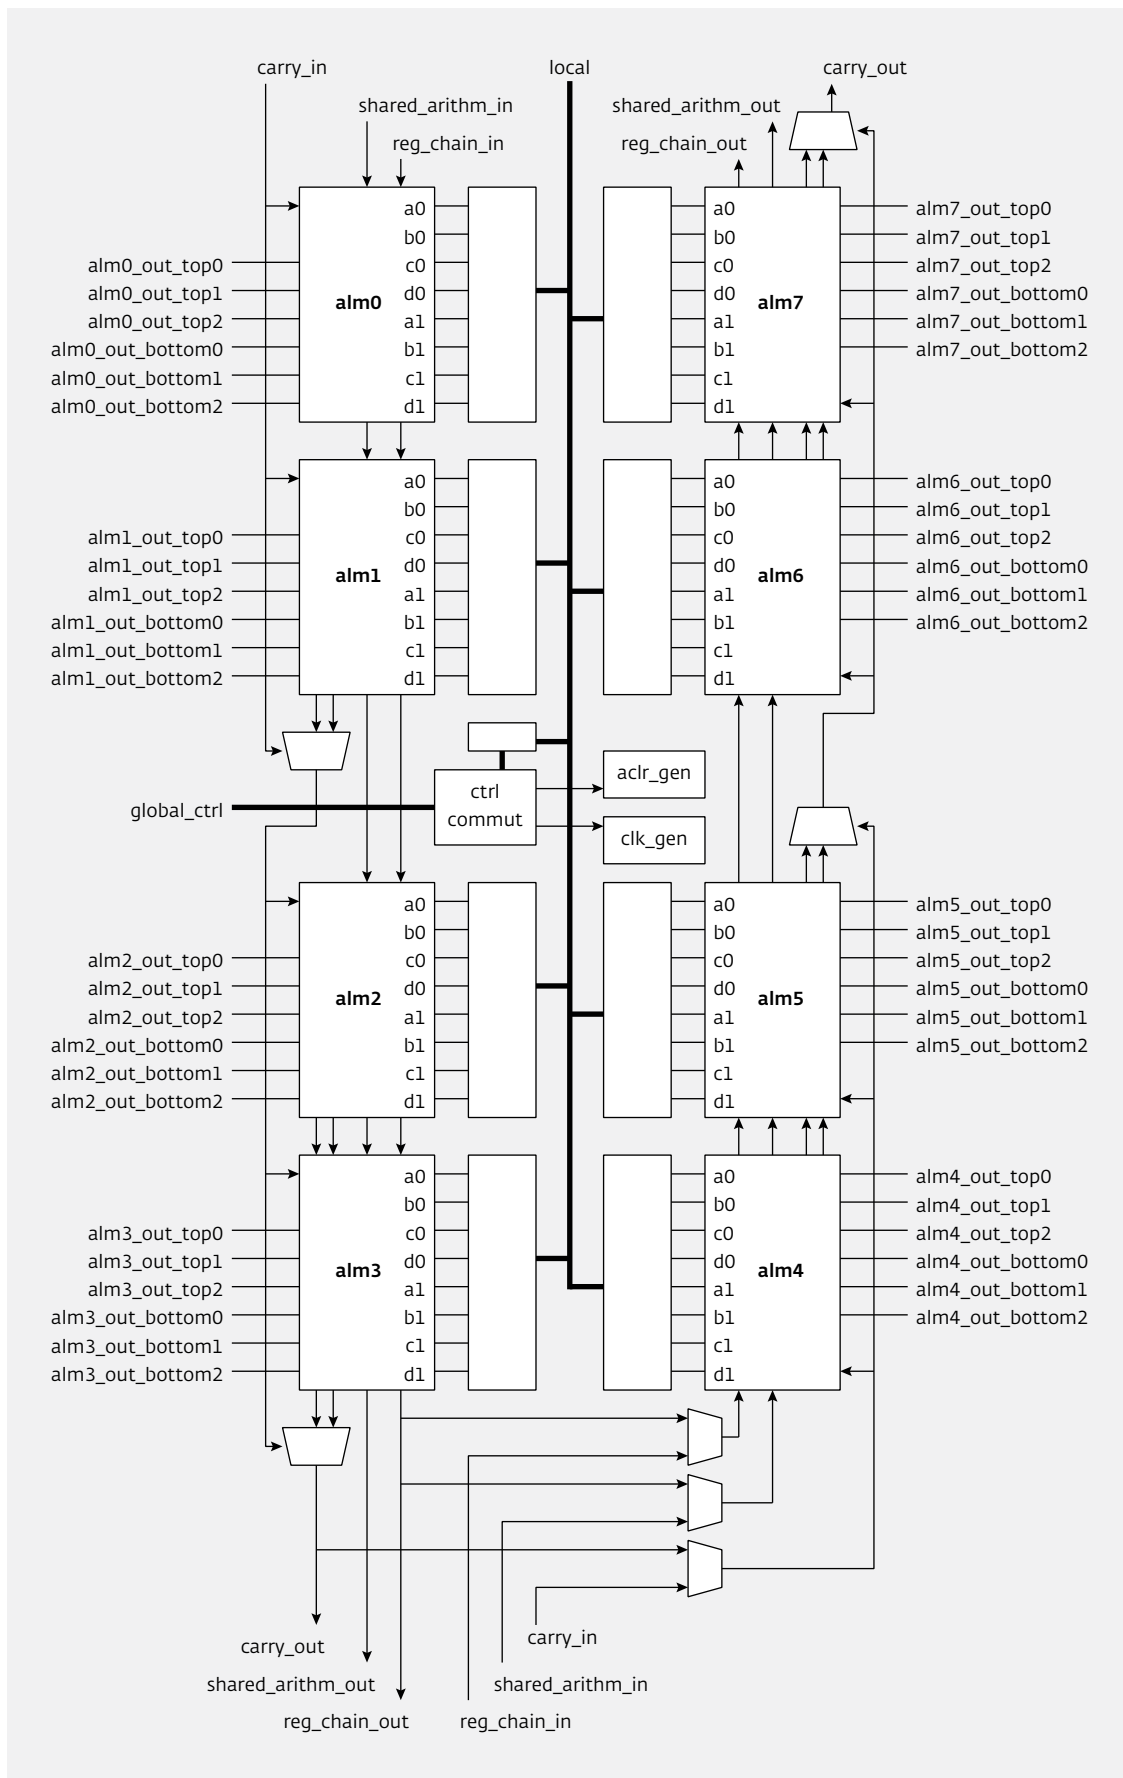 carry_in
local
carry_out
shared_arithm_in
shared_arithm_out
reg_chain_in
reg_chain_out
a0
b0
c0
d0
a1
b1
c1
d1
alm0
alm0_out_top0
alm0_out_top1
alm0_out_top2
alm0_out_bottom0
alm0_out_bottom1
alm0_out_bottom2
a0
b0
c0
d0
a1
b1
c1
d1
alm7
alm7_out_top0
alm7_out_top1
alm7_out_top2
alm7_out_bottom0
alm7_out_bottom1
alm7_out_bottom2
a0
b0
c0
d0
a1
b1
c1
d1
alm1
alm1_out_top0
alm1_out_top1
alm1_out_top2
alm1_out_bottom0
alm1_out_bottom1
alm1_out_bottom2
a0
b0
c0
d0
a1
b1
c1
d1
alm6
alm6_out_top0
alm6_out_top1
alm6_out_top2
alm6_out_bottom0
alm6_out_bottom1
alm6_out_bottom2
global_ctrl
ctrl
commut
aclr_gen
clk_gen
a0
b0
c0
d0
a1
b1
c1
d1
alm2
alm2_out_top0
alm2_out_top1
alm2_out_top2
alm2_out_bottom0
alm2_out_bottom1
alm2_out_bottom2
a0
b0
c0
d0
a1
b1
c1
d1
alm5
alm5_out_top0
alm5_out_top1
alm5_out_top2
alm5_out_bottom0
alm5_out_bottom1
alm5_out_bottom2
a0
b0
c0
d0
a1
b1
c1
d1
alm3
alm3_out_top0
alm3_out_top1
alm3_out_top2
alm3_out_bottom0
alm3_out_bottom1
alm3_out_bottom2
a0
b0
c0
d0
a1
b1
c1
d1
alm4
alm4_out_top0
alm4_out_top1
alm4_out_top2
alm4_out_bottom0
alm4_out_bottom1
alm4_out_bottom2
carry_in
carry_out
shared_arithm_out
shared_arithm_in
reg_chain_out
reg_chain_in